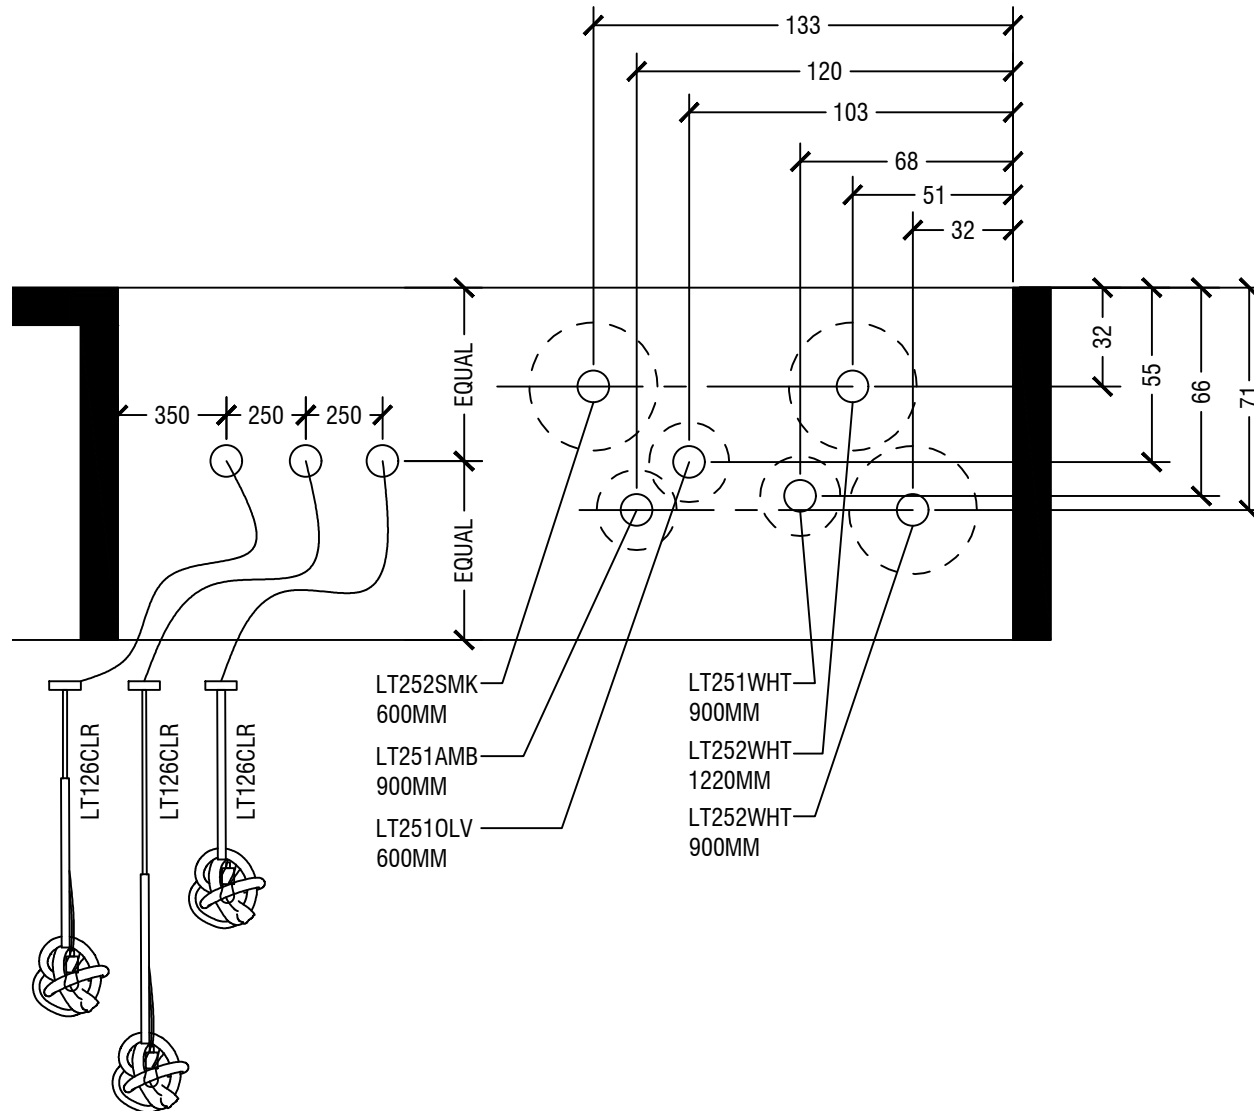 133
120
103
68
51
32
32
55
66
71
EQUAL
EQUAL
350
250
250
LT126CLR
LT126CLR
LT126CLR
LT252SMK
600MM
LT251AMB
900MM
LT251OLV
600MM
LT251WHT
900MM
LT252WHT
1220MM
LT252WHT
900MM